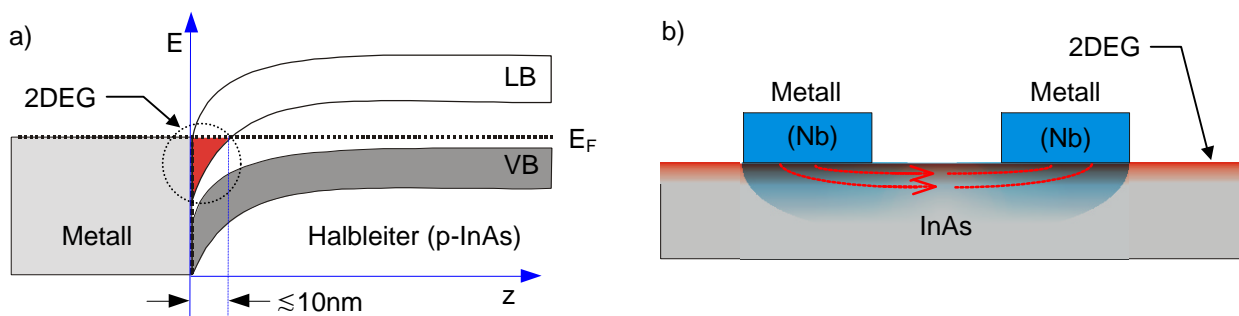 a)
E
2DEG
LB
E_F
VB
Metall
Halbleiter (p-InAs)
z
≲10nm
b)
2DEG
Metall
Metall
(Nb)
(Nb)
InAs